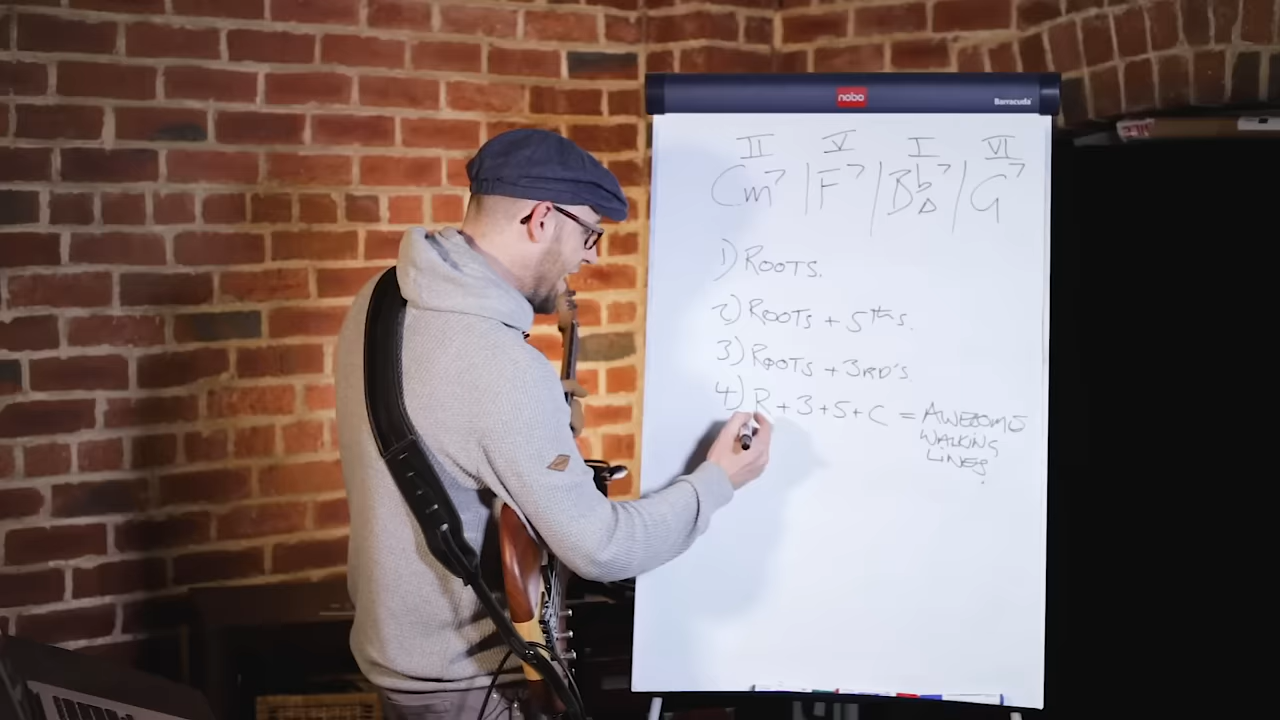 nobo
Barracuda
II V I VI
Cm7 | F7 | Bb7 Δ | G7
1) ROOTS.
2) ROOTS + 5ths.
3) ROOTS + 3RD'S
4) R + 3 + 5 + C = AWESOME
WALKING
LINES.